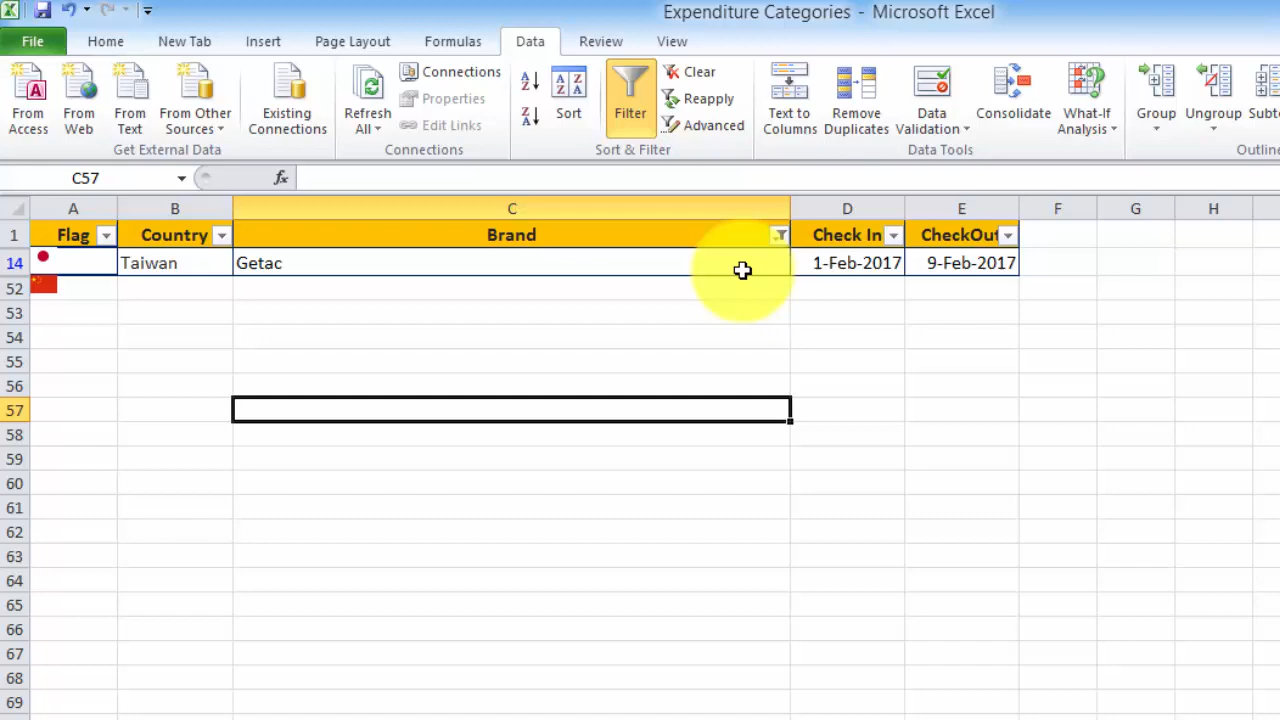 Expenditure Categories - Microsoft Excel
File Home New Tab Insert Page Layout Formulas Data Review View
From Access
From Web
From Text
From Other Sources
Existing Connections
Get External Data
Refresh All
Connections
Properties
Edit Links
Connections
Sort
Filter
Clear
Reapply
Advanced
Sort & Filter
Text to Columns
Remove Duplicates
Data Validation
Consolidate
What-If Analysis
Data Tools
Group
Ungroup
C57 fx
A B C D E F G H
1 Flag Country Brand Check In CheckOut
14 Taiwan Getac 1-Feb-2017 9-Feb-2017
52
53
54
55
56
57
58
59
60
61
62
63
64
65
66
67
68
69